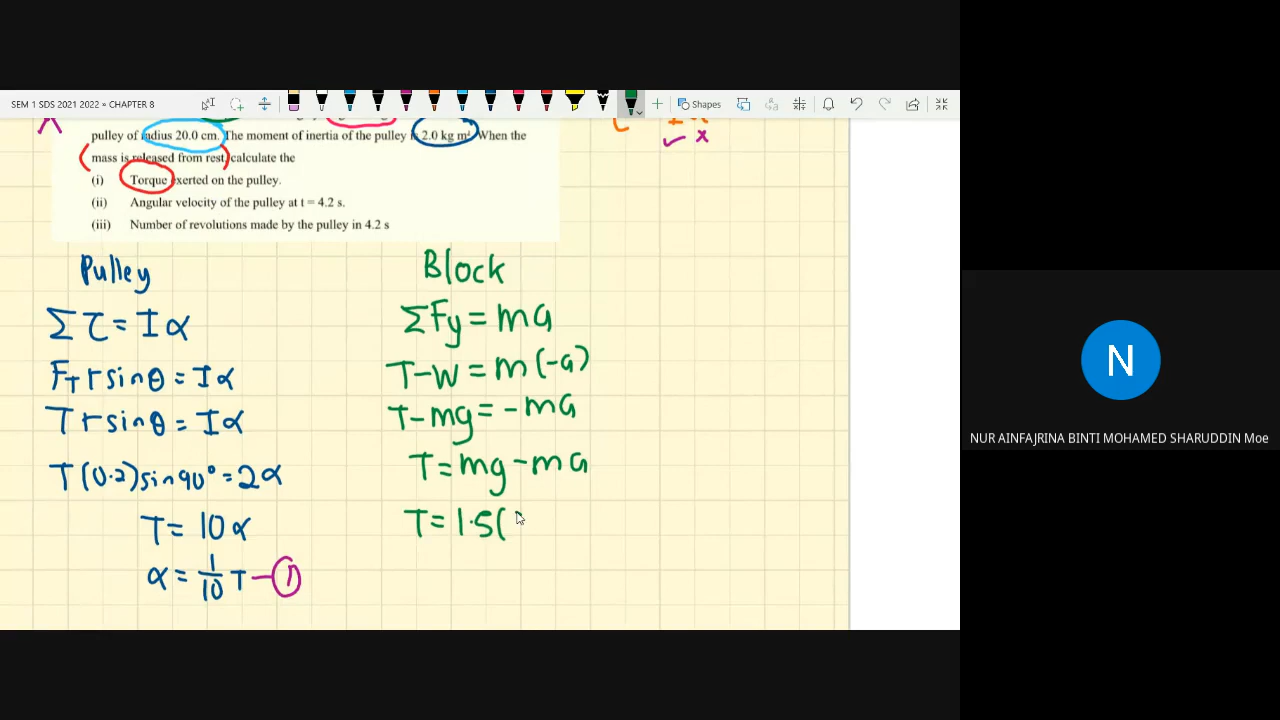 SEM 1 SDS 2021 2022 » CHAPTER 8
Shapes
pulley of radius 20.0 cm. The moment of inertia of the pulley is 2.0 kg m². When the
mass is released from rest, calculate the
(i) Torque exerted on the pulley.
(ii) Angular velocity of the pulley at t = 4.2 s.
(iii) Number of revolutions made by the pulley in 4.2 s
Pulley
Στ = Iα
F_T r sin θ = Iα
T r sin θ = Iα
T (0.2) sin 90° = 2α
T = 10 α
α = 1/10 T — ①
Block
ΣFy = ma
T-W = m(-a)
T-mg = -ma
T = mg - ma
T = 1.5(
N
NUR AINFAJRINA BINTI MOHAMED SHARUDDIN Moe